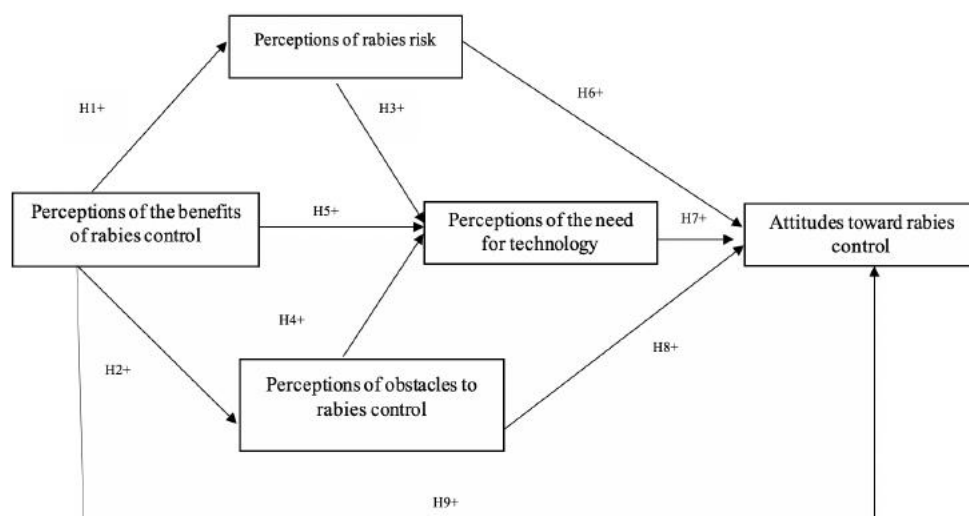 Perceptions of rabies risk
H1+
H3+
H6+
Perceptions of the benefits
of rabies control
H5+
Perceptions of the need
for technology
H7+
Attitudes toward rabies
control
H4+
H2+
H8+
Perceptions of obstacles to
rabies control
H9+